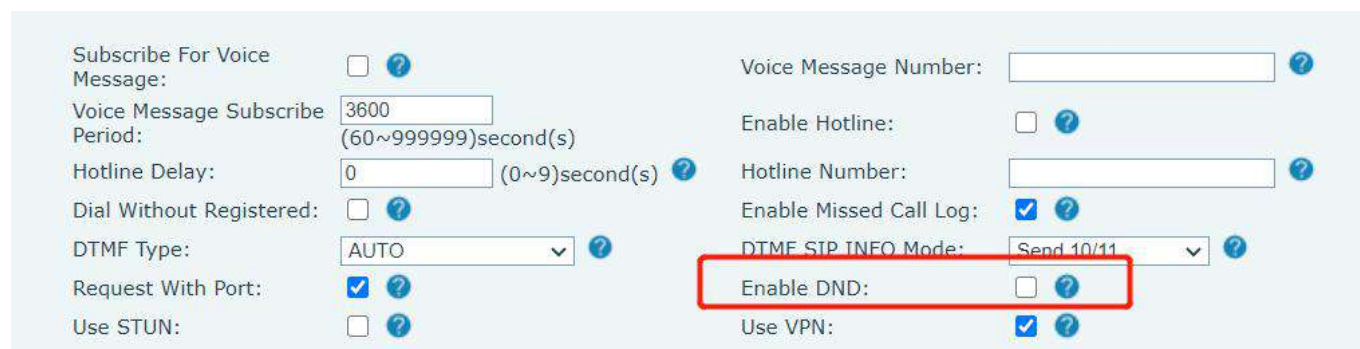 Subscribe For Voice
Message: ?
Voice Message Number: ?
Voice Message Subscribe
Period: 3600
(60~999999)second(s)
Enable Hotline: ?
Hotline Delay: 0 (0~9)second(s) ?
Hotline Number: ?
Dial Without Registered: ?
Enable Missed Call Log: ?
DTMF Type: AUTO ?
DTMF SIP INFO Mode: Send 10/11 ?
Request With Port: ?
Enable DND: ?
Use STUN: ?
Use VPN: ?